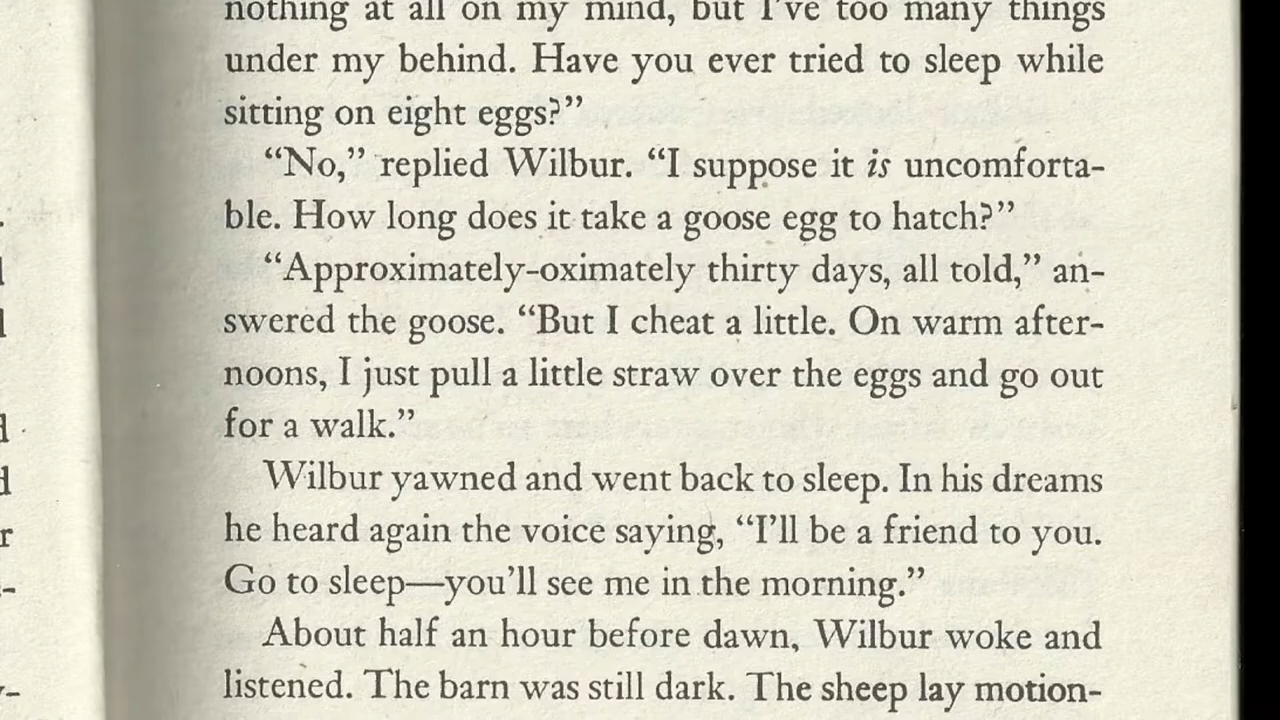 nothing at all on my mind, but I've too many things
under my behind. Have you ever tried to sleep while
sitting on eight eggs?”
“No,” replied Wilbur. “I suppose it is uncomforta-
ble. How long does it take a goose egg to hatch?”
“Approximately-oximately thirty days, all told,” an-
swered the goose. “But I cheat a little. On warm after-
noons, I just pull a little straw over the eggs and go out
for a walk.”
Wilbur yawned and went back to sleep. In his dreams
he heard again the voice saying, “I'll be a friend to you.
Go to sleep—you'll see me in the morning.”
About half an hour before dawn, Wilbur woke and
listened. The barn was still dark. The sheep lay motion-